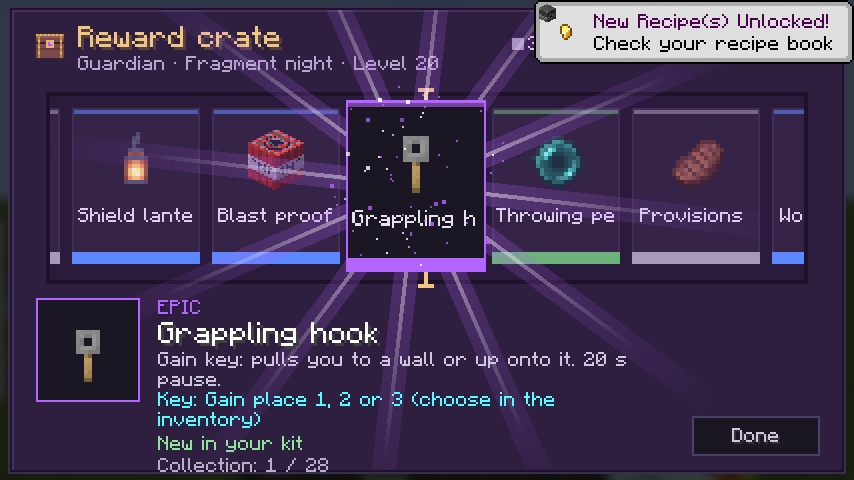 Reward crate
Guardian · Fragment night · Level 20
New Recipe(s) Unlocked!
Check your recipe book
Shield lante
Blast proof
Grappling h
Throwing pe
Provisions
Wo
EPIC
Grappling hook
Gain key: pulls you to a wall or up onto it. 20 s
pause.
Key: Gain place 1, 2 or 3 (choose in the
inventory)
New in your kit
Collection: 1 / 28
Done